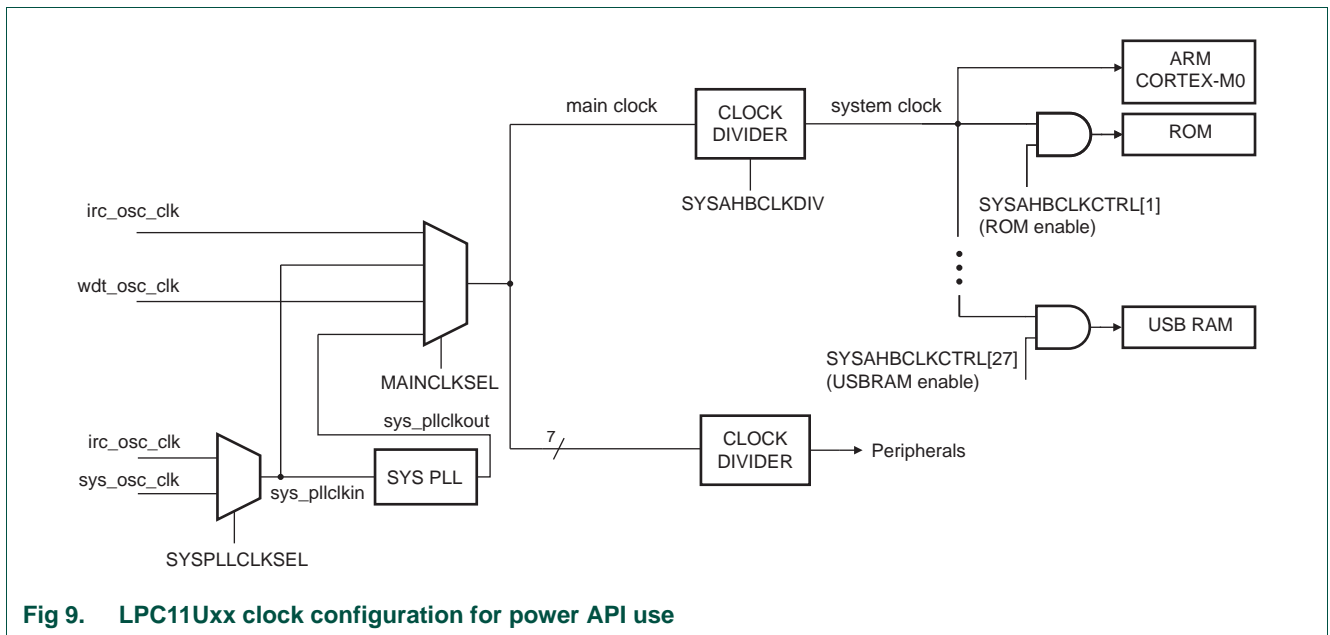 ARM
CORTEX-M0
main clock
CLOCK
DIVIDER
system clock
ROM
SYSAHBCLKDIV
SYSAHBCLKCTRL[1]
(ROM enable)
irc_osc_clk
wdt_osc_clk
USB RAM
SYSAHBCLKCTRL[27]
(USBRAM enable)
MAINCLKSEL
sys_pllclkout
irc_osc_clk
7
CLOCK
DIVIDER
Peripherals
sys_osc_clk
SYS PLL
sys_pllclkin
SYSPLLCLKSEL
Fig 9. LPC11Uxx clock configuration for power API use